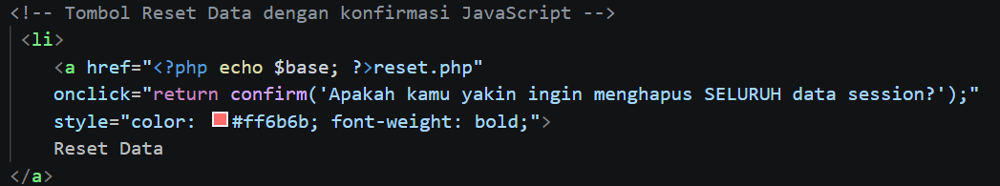 <!-- Tombol Reset Data dengan konfirmasi JavaScript -->
<li>
<a href="<?php echo $base; ?>reset.php"
onclick="return confirm('Apakah kamu yakin ingin menghapus SELURUH data session?');"
style="color: #ff6b6b; font-weight: bold;">
Reset Data
</a>